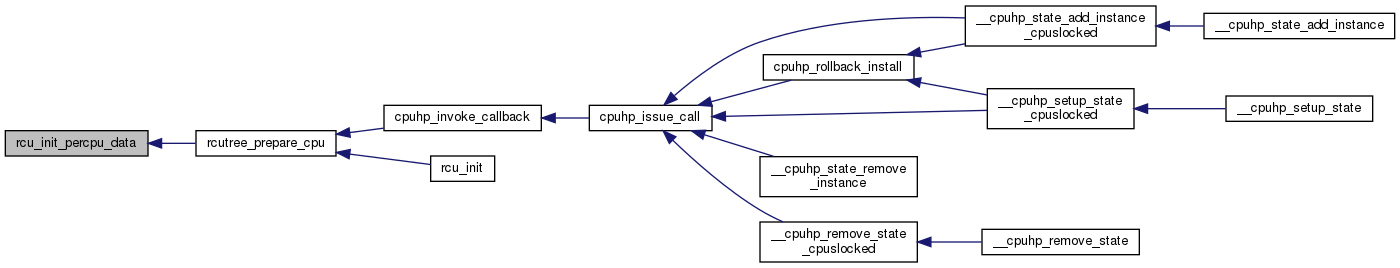 rcu_init_percpu_data
rcutree_prepare_cpu
cpuhp_invoke_callback
rcu_init
cpuhp_issue_call
__cpuhp_state_add_instance
_cpuslocked
__cpuhp_state_add_instance
cpuhp_rollback_install
__cpuhp_setup_state
_cpuslocked
__cpuhp_setup_state
__cpuhp_state_remove
_instance
__cpuhp_remove_state
_cpuslocked
__cpuhp_remove_state